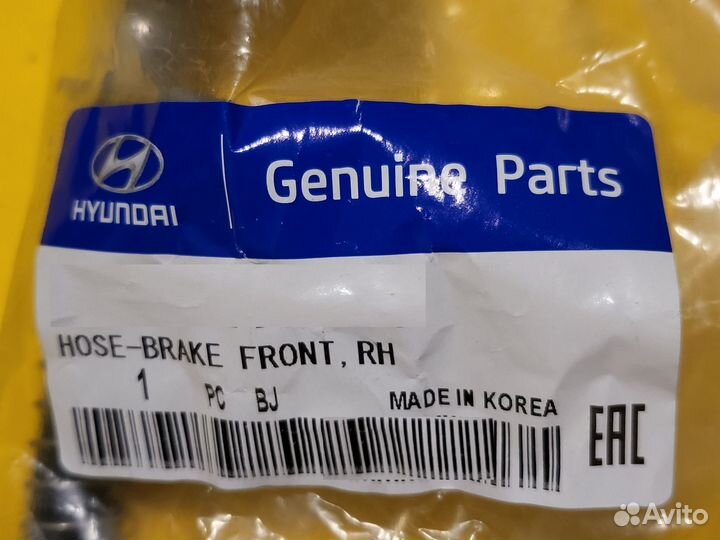 HYUNDAI
Genuine Parts
HOSE-BRAKE FRONT, RH
1 PC BJ MADE IN KOREA
EAC
Avito